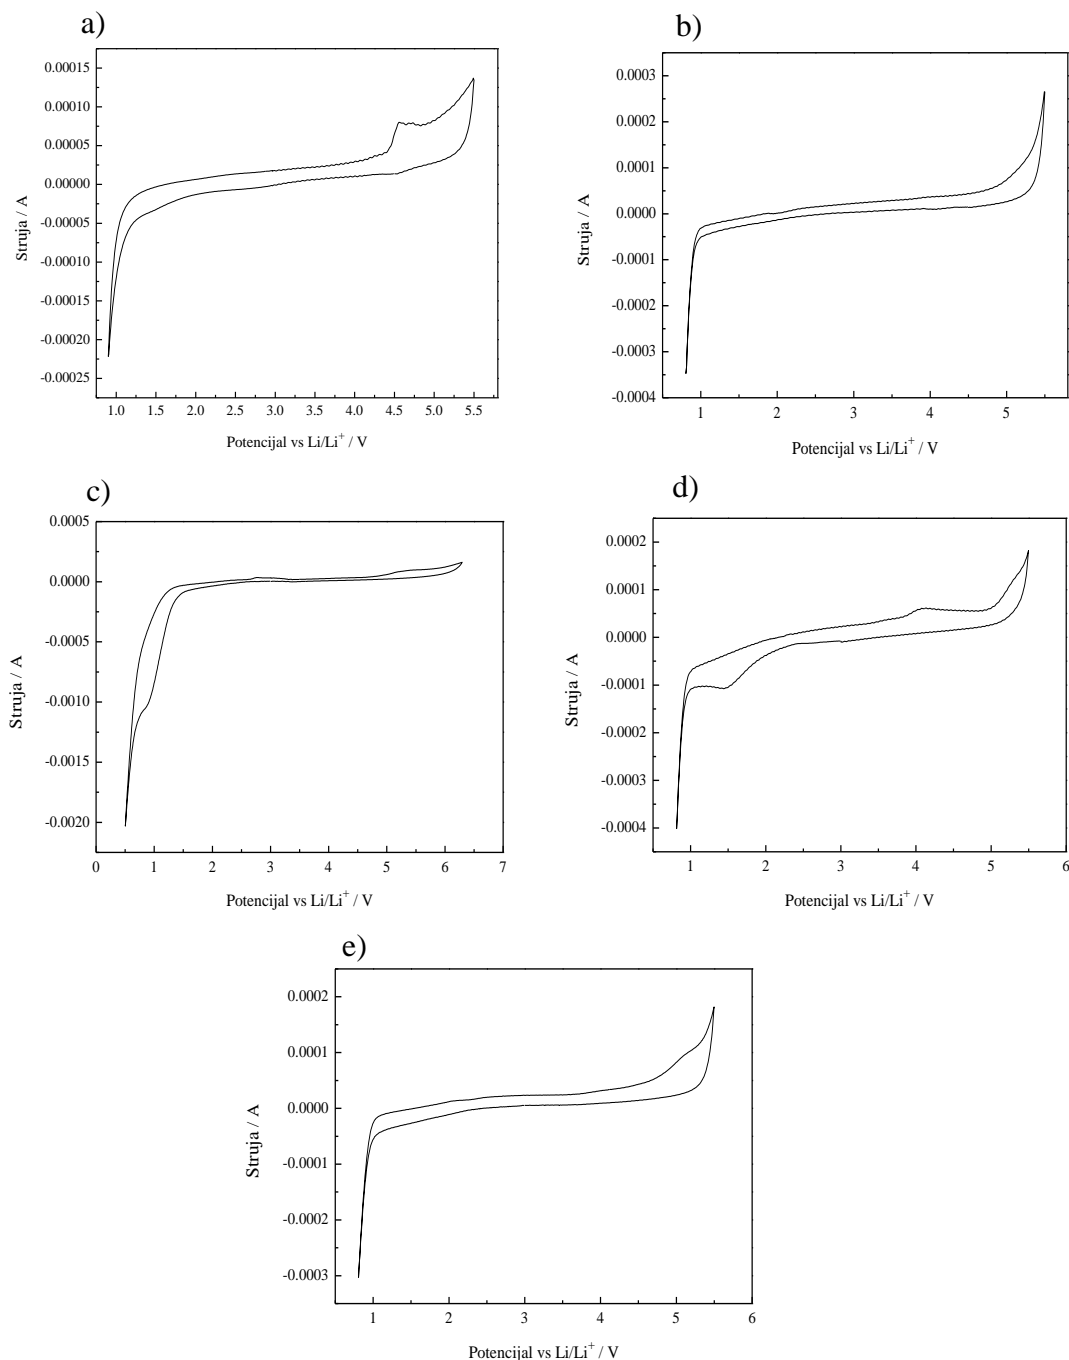 a)
0.00015
0.00010
0.00005
0.00000
-0.00005
-0.00010
-0.00015
-0.00020
-0.00025
Struja / A
1.0 1.5 2.0 2.5 3.0 3.5 4.0 4.5 5.0 5.5
Potencijal vs Li/Li⁺ / V
b)
0.0003
0.0002
0.0001
0.0000
-0.0001
-0.0002
-0.0003
-0.0004
Struja / A
1 2 3 4 5
Potencijal vs Li/Li⁺ / V
c)
0.0005
0.0000
-0.0005
-0.0010
-0.0015
-0.0020
Struja / A
0 1 2 3 4 5 6 7
Potencijal vs Li/Li⁺ / V
d)
0.0002
0.0001
0.0000
-0.0001
-0.0002
-0.0003
-0.0004
Struja / A
1 2 3 4 5 6
Potencijal vs Li/Li⁺ / V
e)
0.0002
0.0001
0.0000
-0.0001
-0.0002
-0.0003
Struja / A
1 2 3 4 5 6
Potencijal vs Li/Li⁺ / V